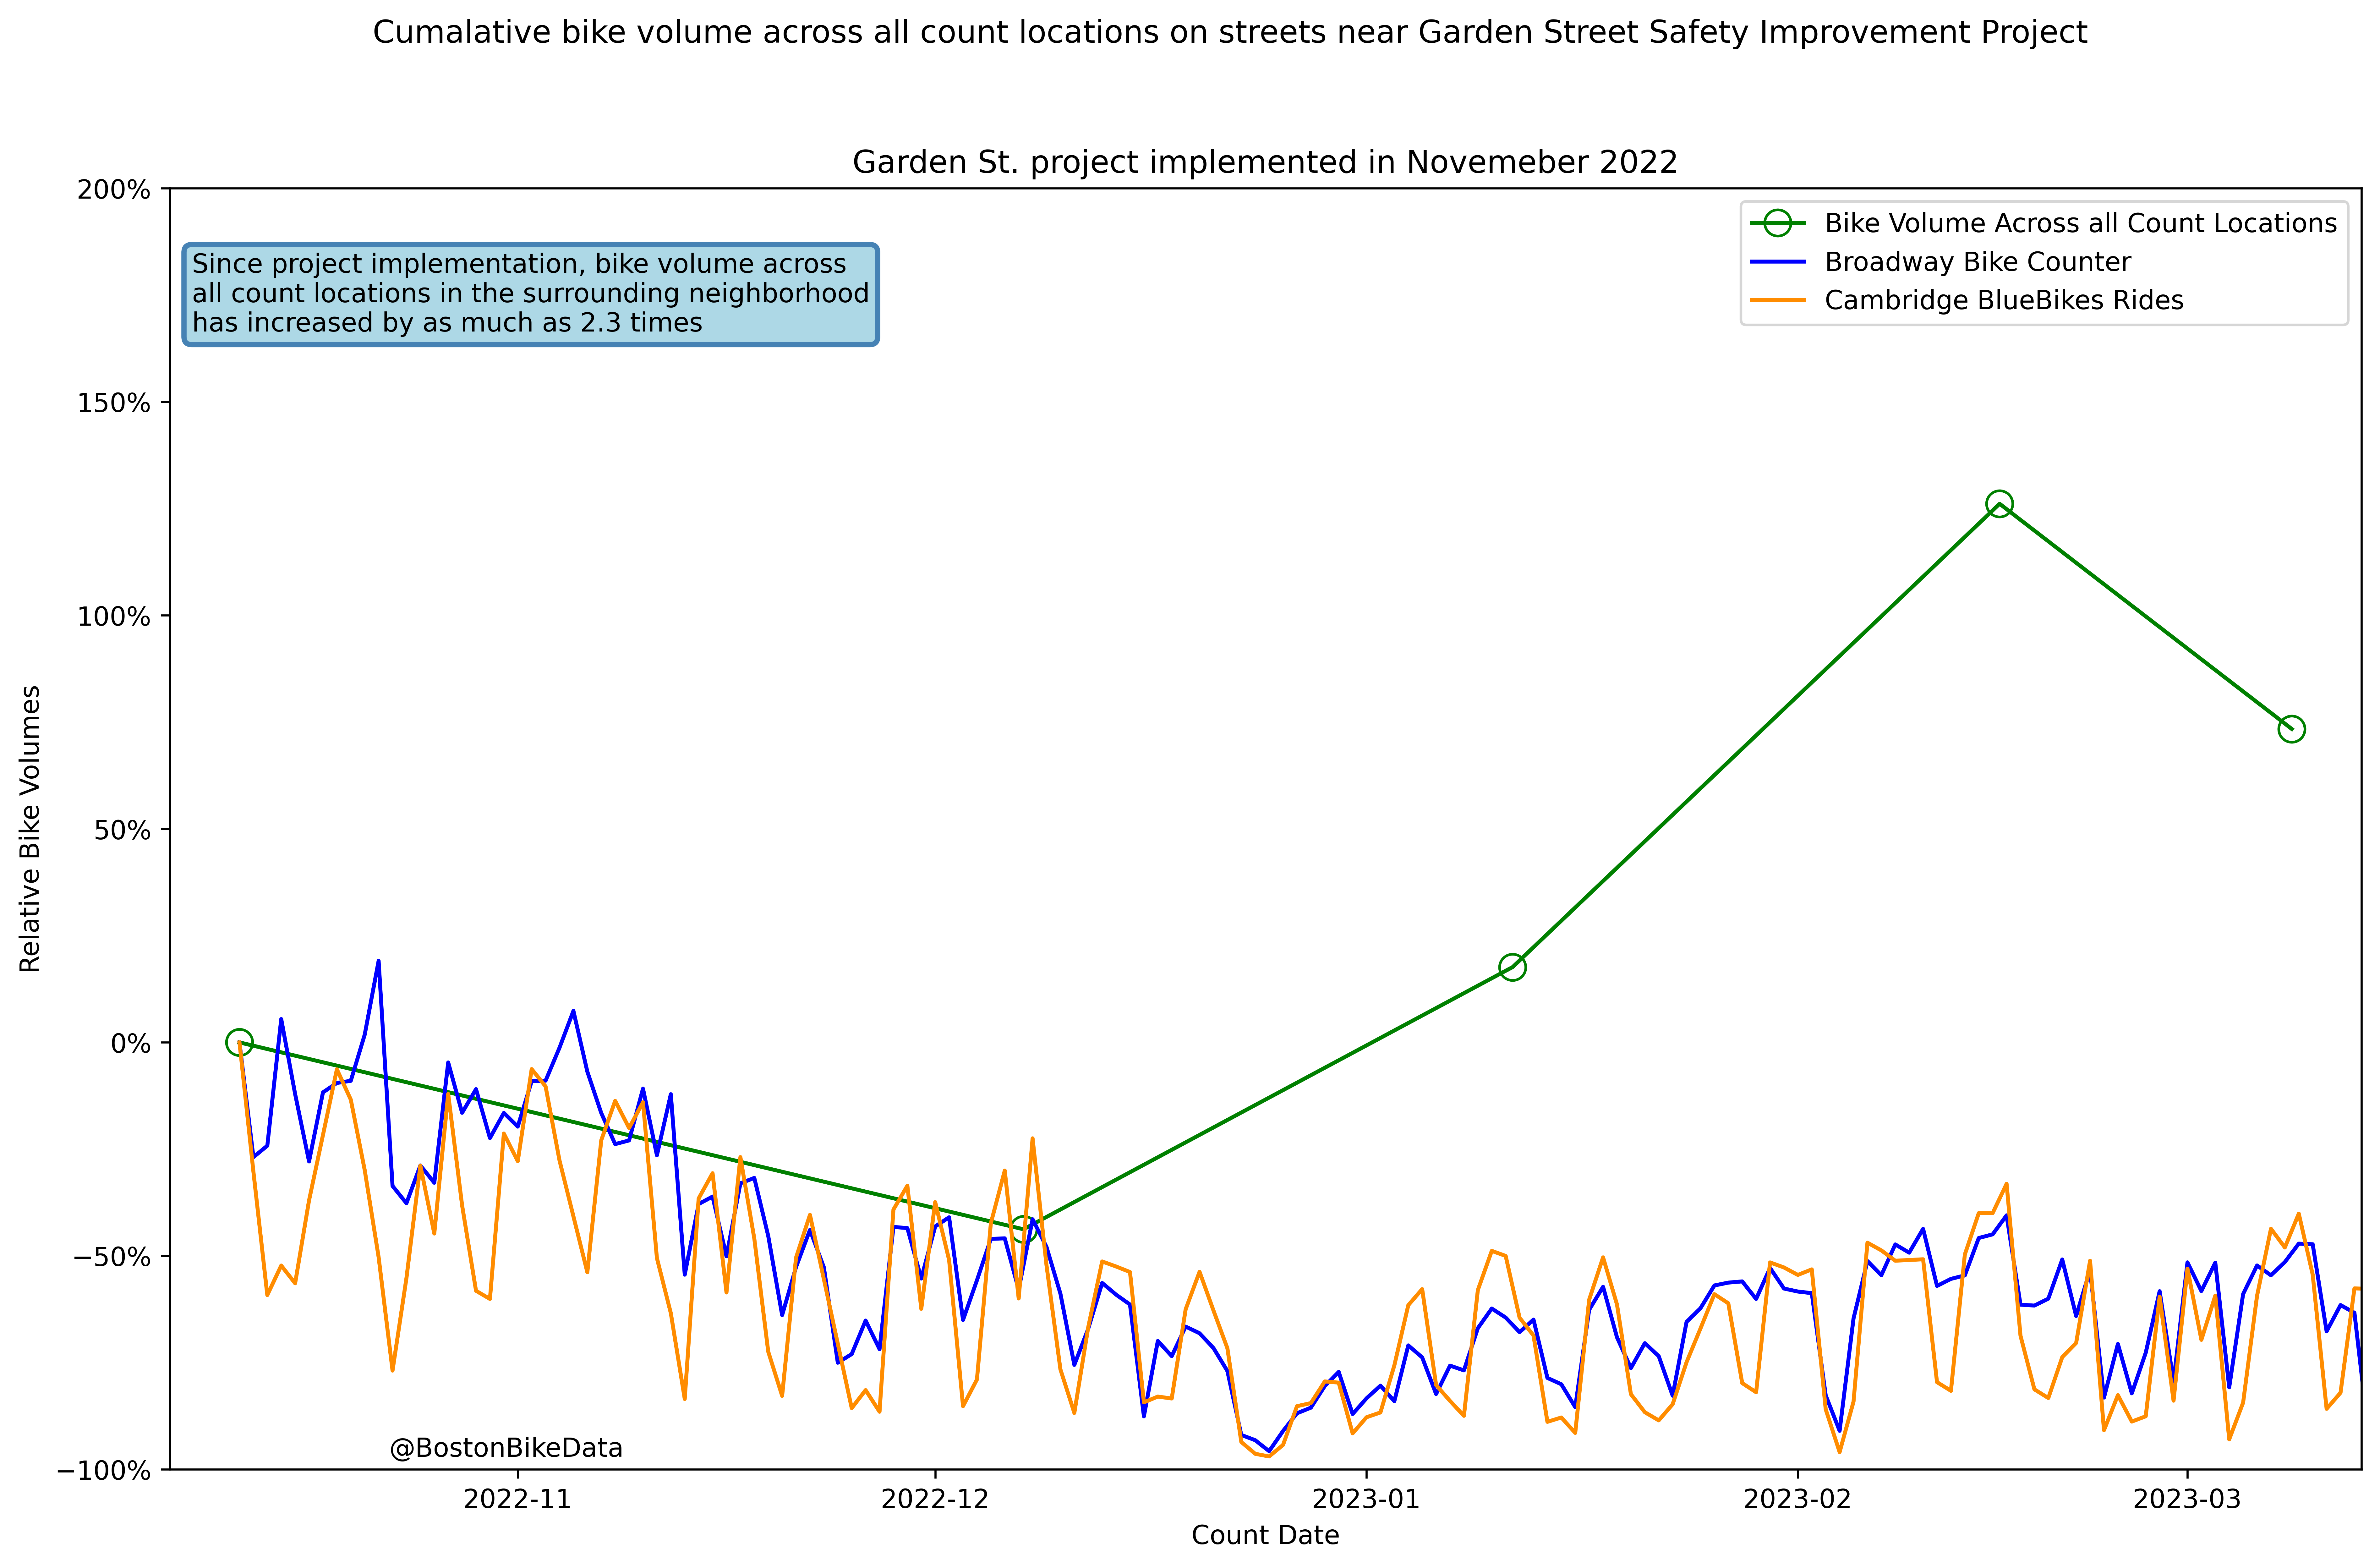 Cumalative bike volume across all count locations on streets near Garden Street Safety Improvement Project
Garden St. project implemented in Novemeber 2022
200%
150%
100%
50%
0%
−50%
−100%
Relative Bike Volumes
Since project implementation, bike volume across
all count locations in the surrounding neighborhood
has increased by as much as 2.3 times
Bike Volume Across all Count Locations
Broadway Bike Counter
Cambridge BlueBikes Rides
@BostonBikeData
2022-11
2022-12
2023-01
2023-02
2023-03
Count Date